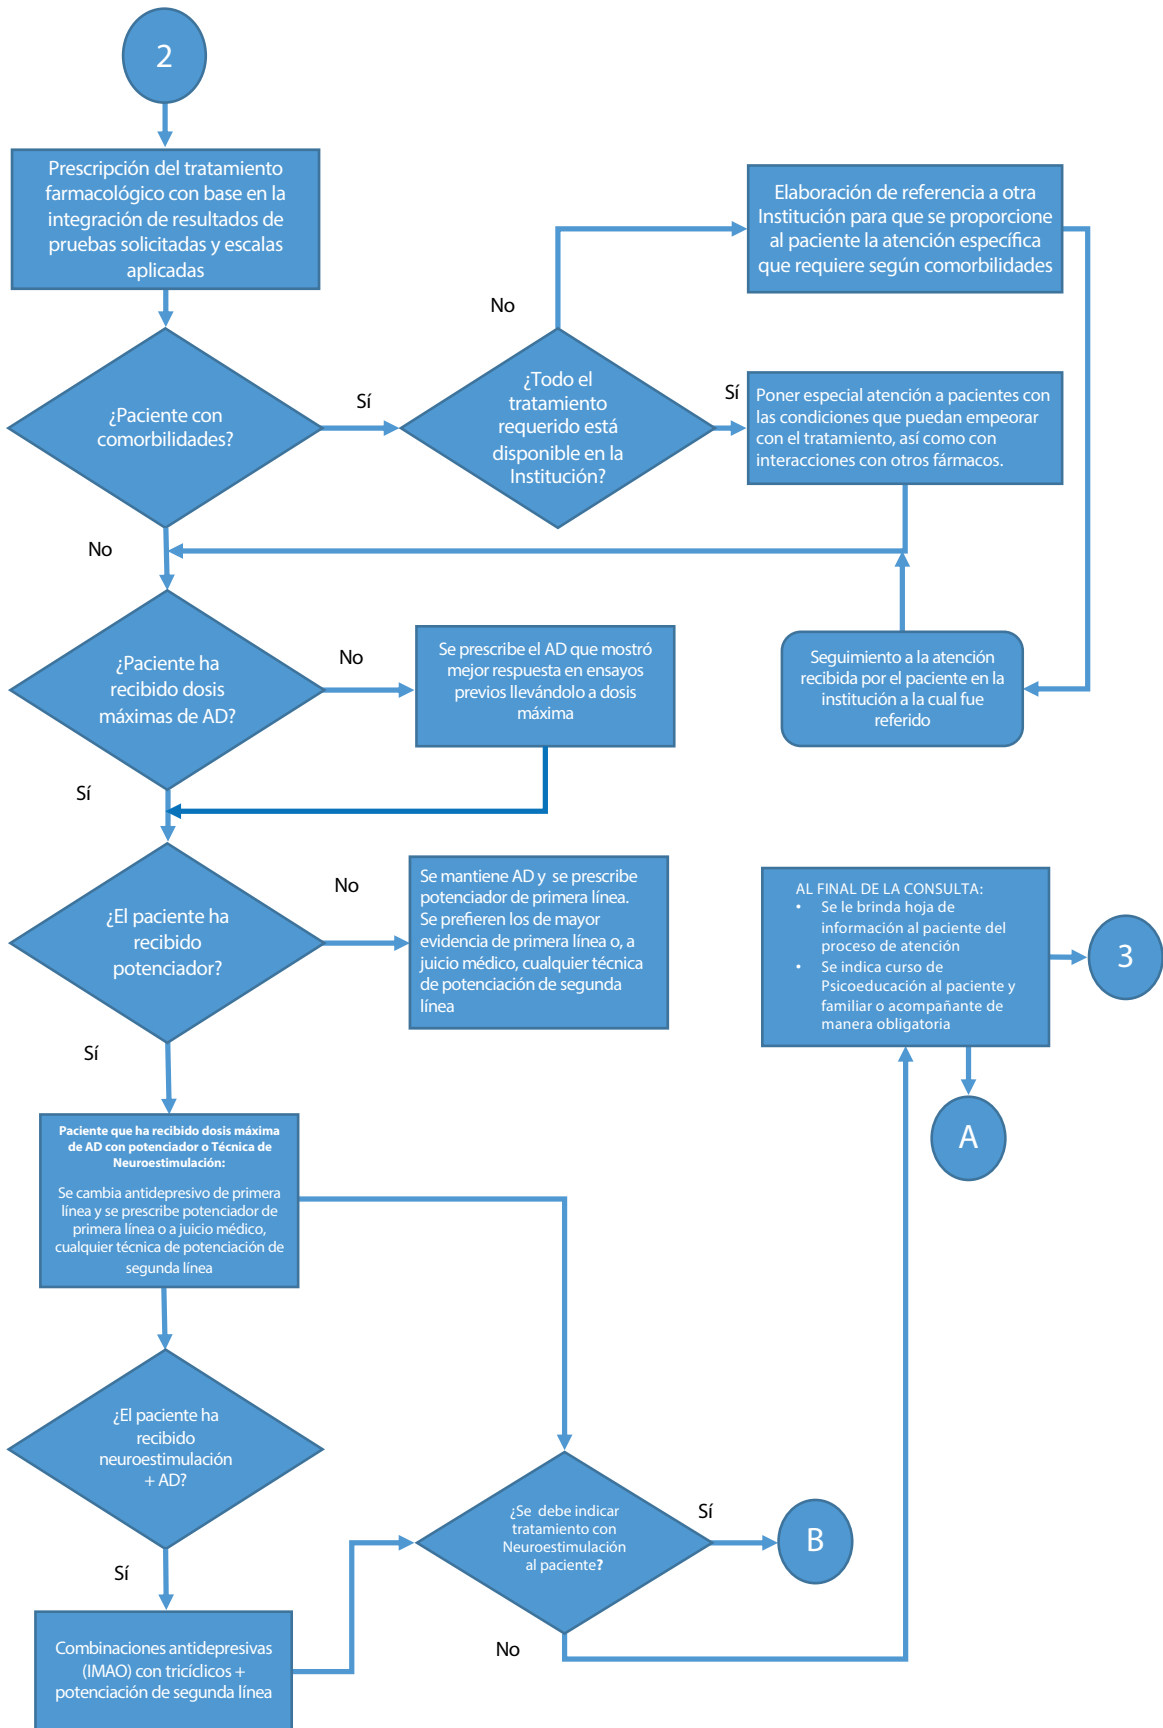 2
Prescripción del tratamiento
farmacológico con base en la
integración de resultados de
pruebas solicitadas y escalas
aplicadas
Elaboración de referencia a otra
Institución para que se proporcione
al paciente la atención específica
que requiere según comorbilidades
No
¿Paciente con
comorbilidades?
Sí
¿Todo el
tratamiento
requerido está
disponible en la
Institución?
Sí
Poner especial atención a pacientes con
las condiciones que puedan empeorar
con el tratamiento, así como con
interacciones con otros fármacos.
No
¿Paciente ha
recibido dosis
máximas de AD?
No
Se prescribe el AD que mostró
mejor respuesta en ensayos
previos llevándolo a dosis
máxima
Seguimiento a la atención
recibida por el paciente en la
institución a la cual fue
referido
Sí
¿El paciente ha
recibido
potenciador?
No
Se mantiene AD y se prescribe
potenciador de primera línea.
Se prefieren los de mayor
evidencia de primera línea o, a
juicio médico, cualquier técnica
de potenciación de segunda
línea
AL FINAL DE LA CONSULTA:
• Se le brinda hoja de
información al paciente del
proceso de atención
• Se indica curso de
Psicoeducación al paciente y
familiar o acompañante de
manera obligatoria
3
Sí
A
Paciente que ha recibido dosis máxima
de AD con potenciador o Técnica de
Neuroestimulación:
Se cambia antidepresivo de primera
línea y se prescribe potenciador de
primera línea o a juicio médico,
cualquier técnica de potenciación de
segunda línea
¿El paciente ha
recibido
neuroestimulación
+ AD?
¿Se debe indicar
tratamiento con
Neuroestimulación
al paciente?
Sí
B
Sí
No
Combinaciones antidepresivas
(IMAO) con tricíclicos +
potenciación de segunda línea